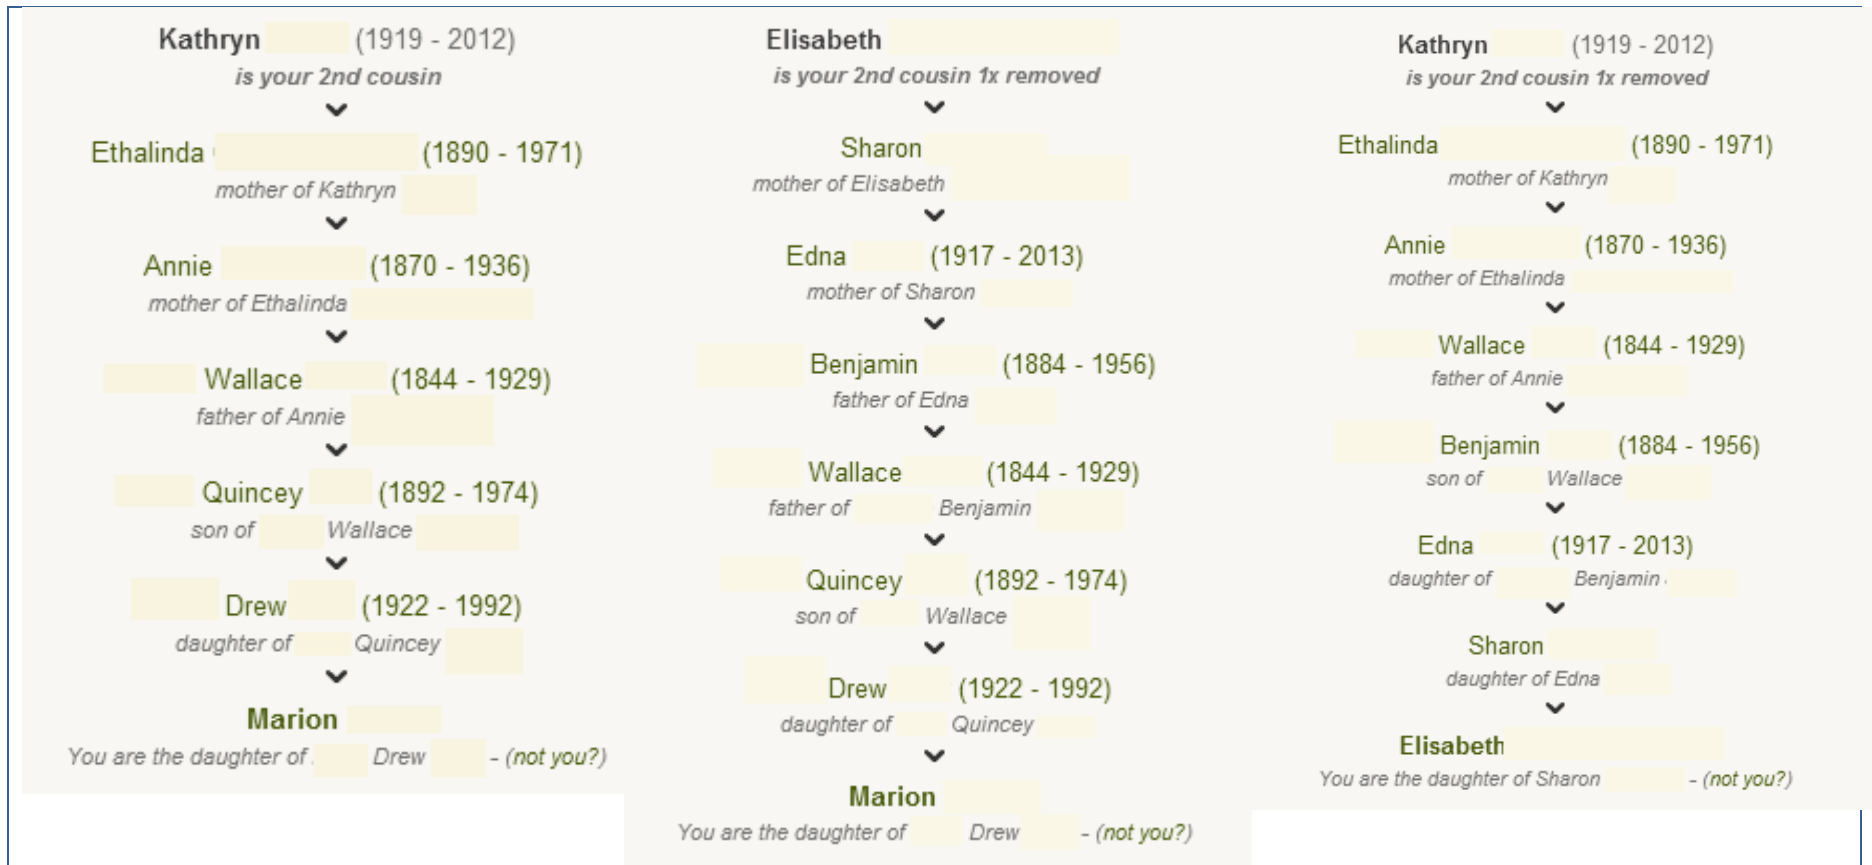 Kathryn (1919 - 2012)
is your 2nd cousin
Ethalinda (1890 - 1971)
mother of Kathryn
Annie (1870 - 1936)
mother of Ethalinda
Wallace (1844 - 1929)
father of Annie
Quincey (1892 - 1974)
son of Wallace
Drew (1922 - 1992)
daughter of Quincey
Marion
You are the daughter of Drew - (not you?)
Elisabeth
is your 2nd cousin 1x removed
Sharon
mother of Elisabeth
Edna (1917 - 2013)
mother of Sharon
Benjamin (1884 - 1956)
father of Edna
Wallace (1844 - 1929)
father of Benjamin
Quincey (1892 - 1974)
son of Wallace
Drew (1922 - 1992)
daughter of Quincey
Marion
You are the daughter of Drew - (not you?)
Kathryn (1919 - 2012)
is your 2nd cousin 1x removed
Ethalinda (1890 - 1971)
mother of Kathryn
Annie (1870 - 1936)
mother of Ethalinda
Wallace (1844 - 1929)
father of Annie
Benjamin (1884 - 1956)
son of Wallace
Edna (1917 - 2013)
daughter of Benjamin
Sharon
daughter of Edna
Elisabeth
You are the daughter of Sharon - (not you?)